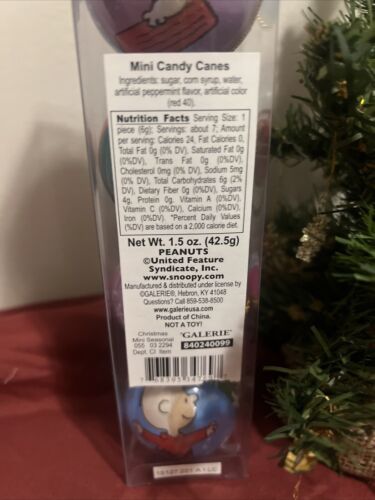 Mini Candy Canes
Ingredients: sugar, corn syrup, water,
artificial peppermint flavor, artificial color
(red 40).
Nutrition Facts Serving Size: 1
piece (6g); Servings: about 7; Amount
per serving: Calories 24, Fat Calories 0,
Total Fat 0g (0% DV), Saturated Fat 0g
(0%DV), Trans Fat 0g (0%DV),
Cholesterol 0mg (0% DV), Sodium 5mg
(0% DV), Total Carbohydrates 6g (2%
DV), Dietary Fiber 0g (0%DV), Sugars
4g, Protein 0g, Vitamin A (0%DV),
Vitamin C (0%DV), Calcium (0%DV),
Iron (0%DV). *Percent Daily Values
(%DV) are based on a 2,000 calorie diet.
Net Wt. 1.5 oz. (42.5g)
PEANUTS
©United Feature
Syndicate, Inc.
www.snoopy.com
Manufactured & distributed under license by
©GALERIE®, Hebron, KY 41048
Questions? Call 859-538-8500
www.galerieusa.com
Product of China.
NOT A TOY!
Christmas
Mini Seasonal
055 03 2294
Dept. Cl. Item
GALERIE®
840240099